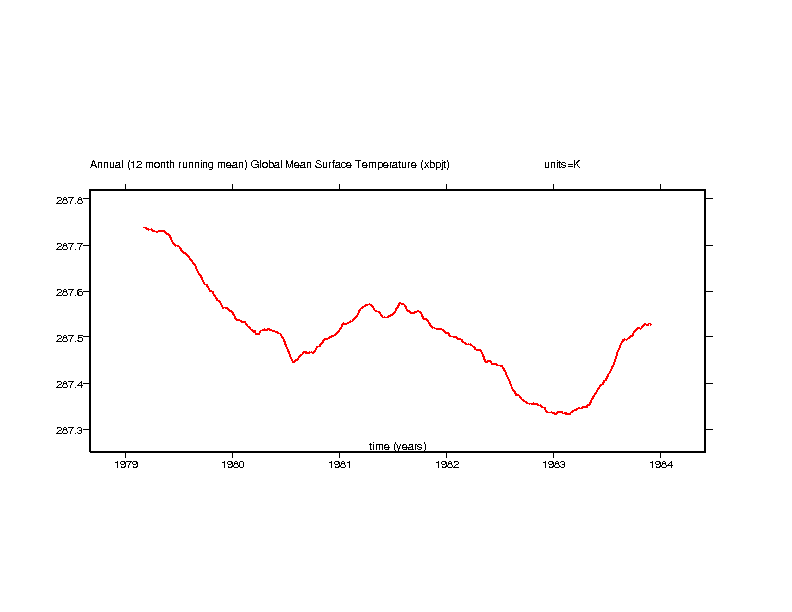 Annual (12 month running mean) Global Mean Surface Temperature (xbpjt) units=K
287.8
287.7
287.6
287.5
287.4
287.3
time (years)
1979 1980 1981 1982 1983 1984